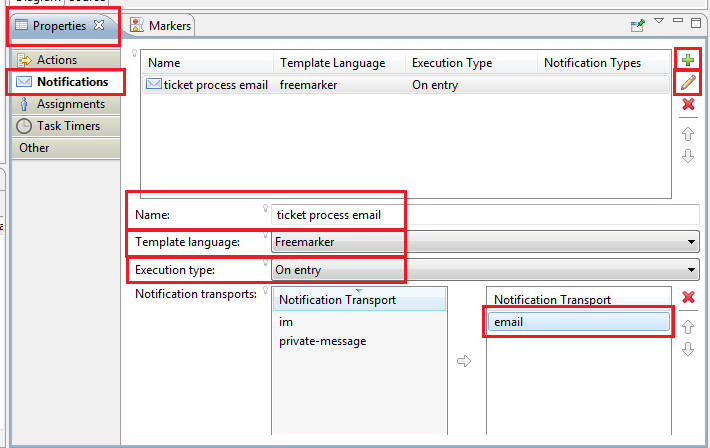 Diagram Source
Properties
Markers
Actions
Notifications
Assignments
Task Timers
Other
Name Template Language Execution Type Notification Types
ticket process email freemarker On entry
Name: ticket process email
Template language: Freemarker
Execution type: On entry
Notification transports:
Notification Transport
im
private-message
Notification Transport
email